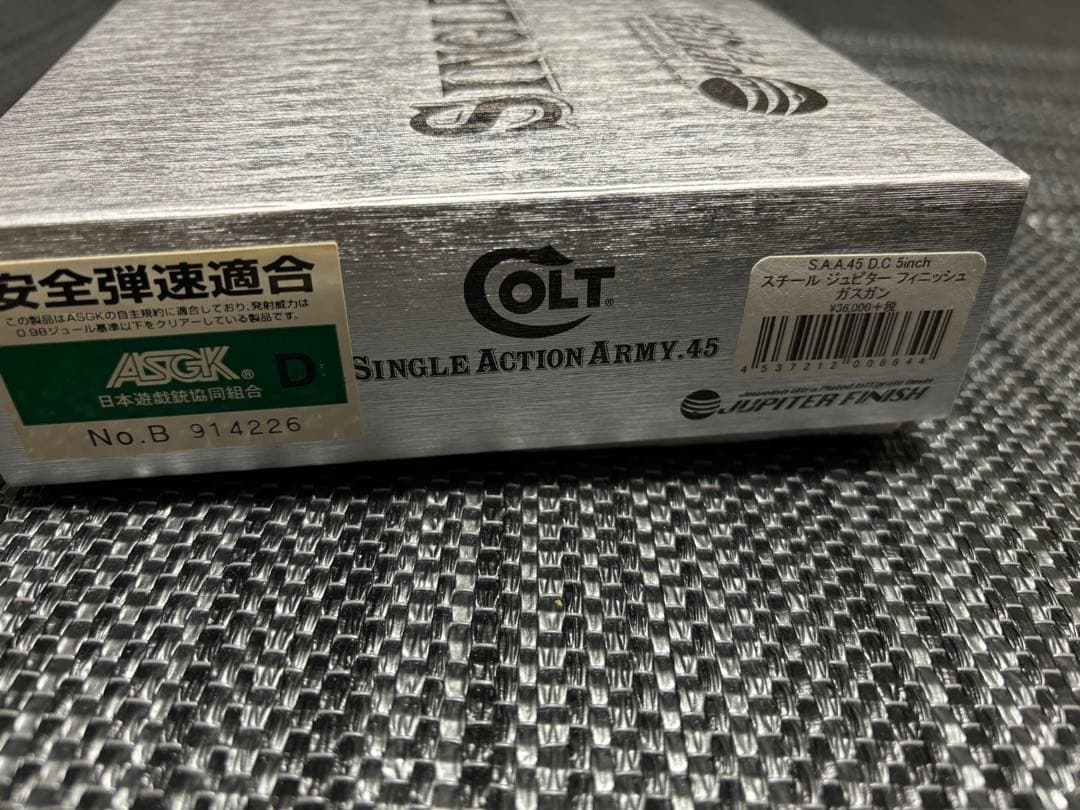 SINGLE
安全弾速適合
この製品はASGKの自主規約に適合しており、発射威力は
0.98ジュール基準以下をクリアーしている製品です。
ASGK® D
日本遊戯銃協同組合
No.B 914226
COLT®
SINGLE ACTION ARMY.45
S.A.A.45 D.C 5inch
スチール ジュピター フィニッシュ
ガスガン
¥36,000+税
4 537212 006644
JUPITER FINISH